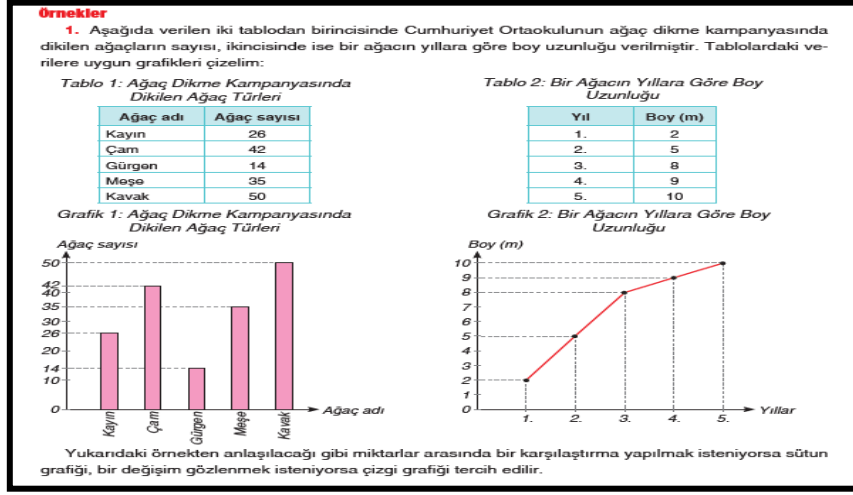 Örnekler
1. Aşağıda verilen iki tablodan birincisinde Cumhuriyet Ortaokulunun ağaç dikme kampanyasında
dikilen ağaçların sayısı, ikincisinde ise bir ağacın yıllara göre boy uzunluğu verilmiştir. Tablolardaki ve-
rilere uygun grafikleri çizelim:
Tablo 1: Ağaç Dikme Kampanyasında
Dikilen Ağaç Türleri
Ağaç adı Ağaç sayısı
Kayın 26
Çam 42
Gürgen 14
Meşe 35
Kavak 50
Tablo 2: Bir Ağacın Yıllara Göre Boy
Uzunluğu
Yıl Boy (m)
1. 2
2. 5
3. 8
4. 9
5. 10
Grafik 1: Ağaç Dikme Kampanyasında
Dikilen Ağaç Türleri
Ağaç sayısı
50
42
40
35
30
26
20
14
10
0
Kayın Çam Gürgen Meşe Kavak
Ağaç adı
Grafik 2: Bir Ağacın Yıllara Göre Boy
Uzunluğu
Boy (m)
10
9
8
7
6
5
4
3
2
1
0
1. 2. 3. 4. 5.
Yıllar
Yukarıdaki örnekten anlaşılacağı gibi miktarlar arasında bir karşılaştırma yapılmak isteniyorsa sütun
grafiği, bir değişim gözlenmek isteniyorsa çizgi grafiği tercih edilir.